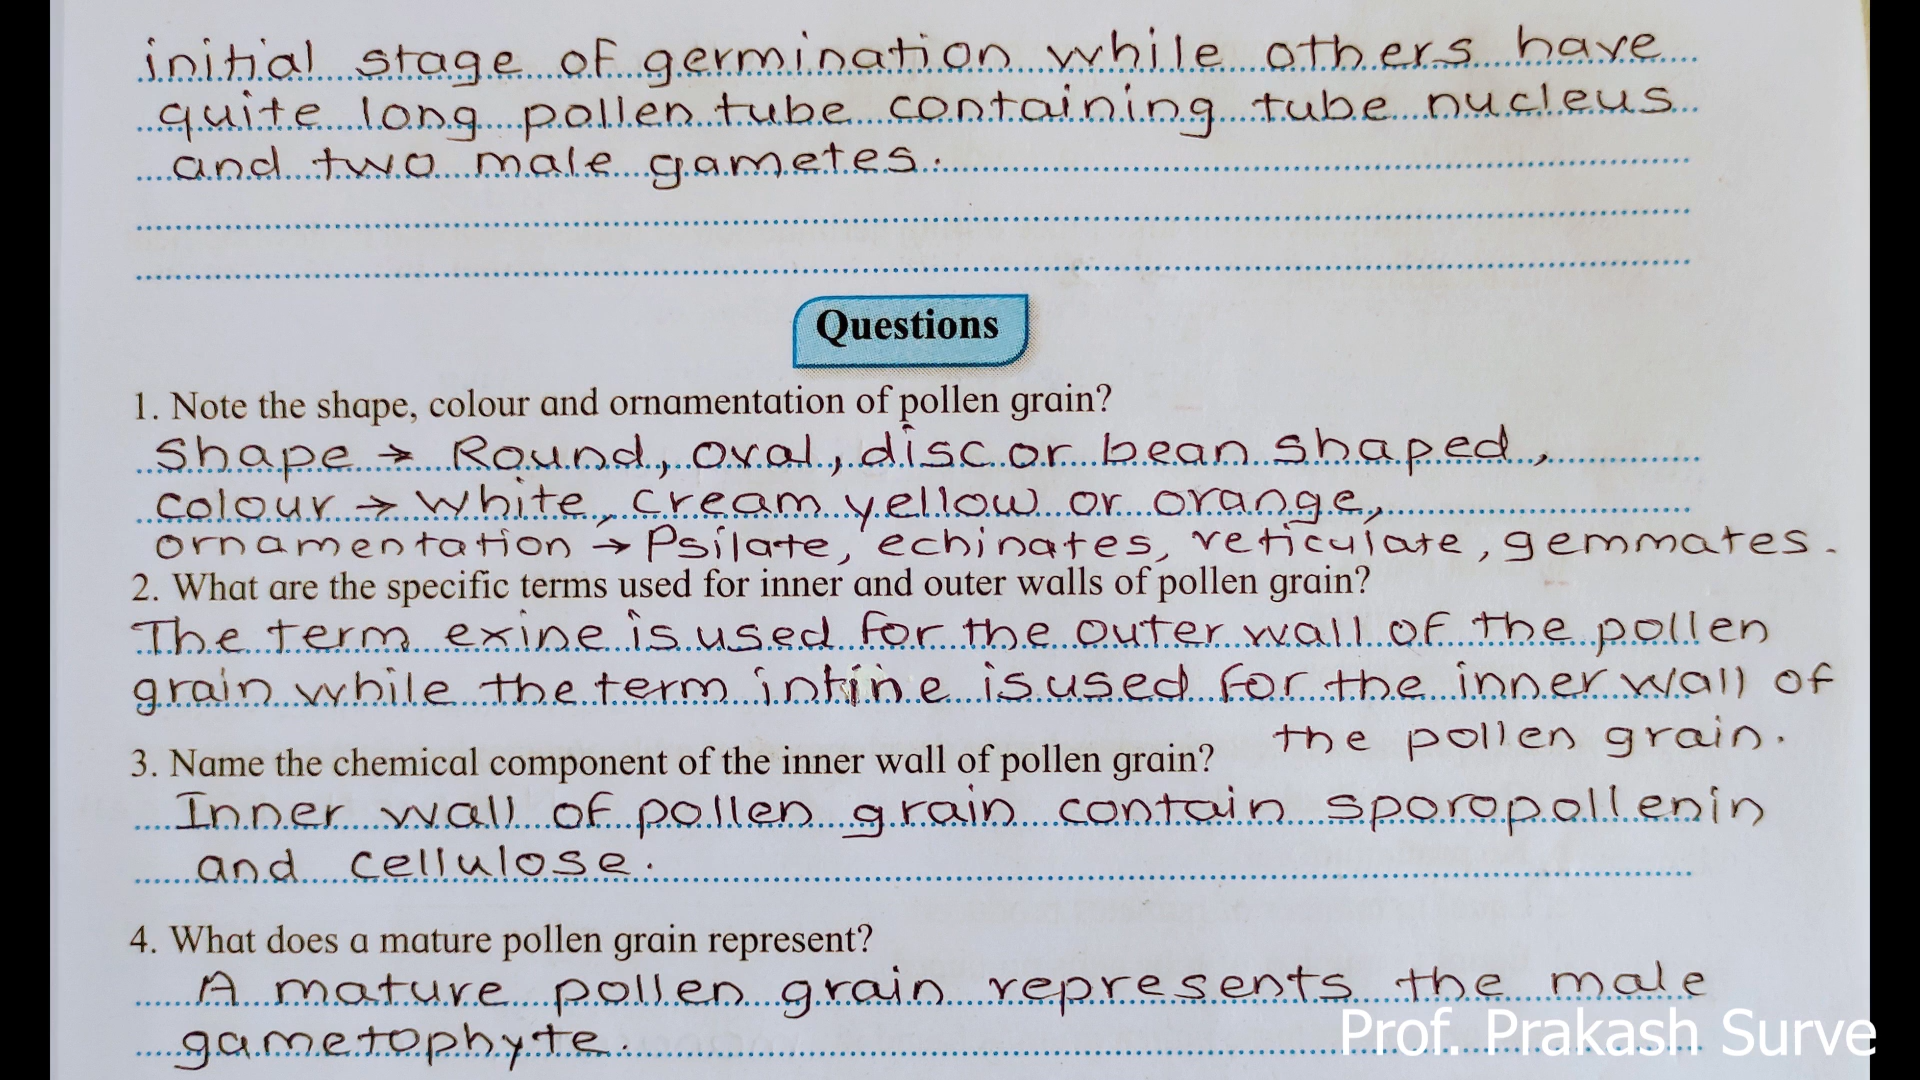 initial stage of germination while others have
quite long pollen tube containing tube nucleus
and two male gametes.
Questions
1. Note the shape, colour and ornamentation of pollen grain?
Shape → Round, oval, disc or bean shaped,
colour → White, cream yellow or orange,
ornamentation → Psilate, echinates, reticulate, gemmates.
2. What are the specific terms used for inner and outer walls of pollen grain?
The term exine is used for the outer wall of the pollen
grain while the term intine is used for the inner wall of
the pollen grain.
3. Name the chemical component of the inner wall of pollen grain?
Inner wall of pollen grain contain sporopollenin
and cellulose.
4. What does a mature pollen grain represent?
A mature pollen grain represents the male
gametophyte.
Prof. Prakash Surve